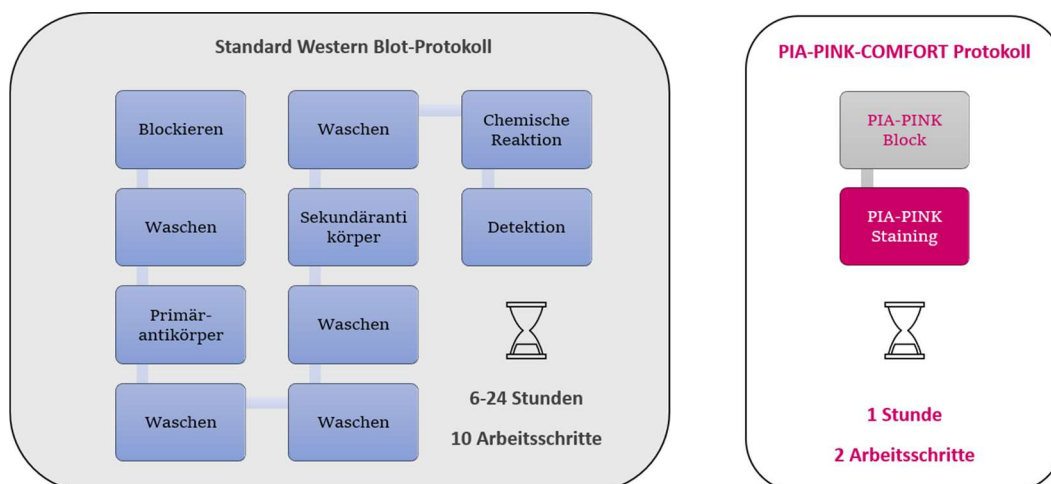 Standard Western Blot-Protokoll
Blockieren
Waschen
Primär-
antikörper
Waschen
Waschen
Sekundäranti
körper
Waschen
Waschen
Chemische
Reaktion
Detektion
6-24 Stunden
10 Arbeitsschritte
PIA-PINK-COMFORT Protokoll
PIA-PINK
Block
PIA-PINK
Staining
1 Stunde
2 Arbeitsschritte